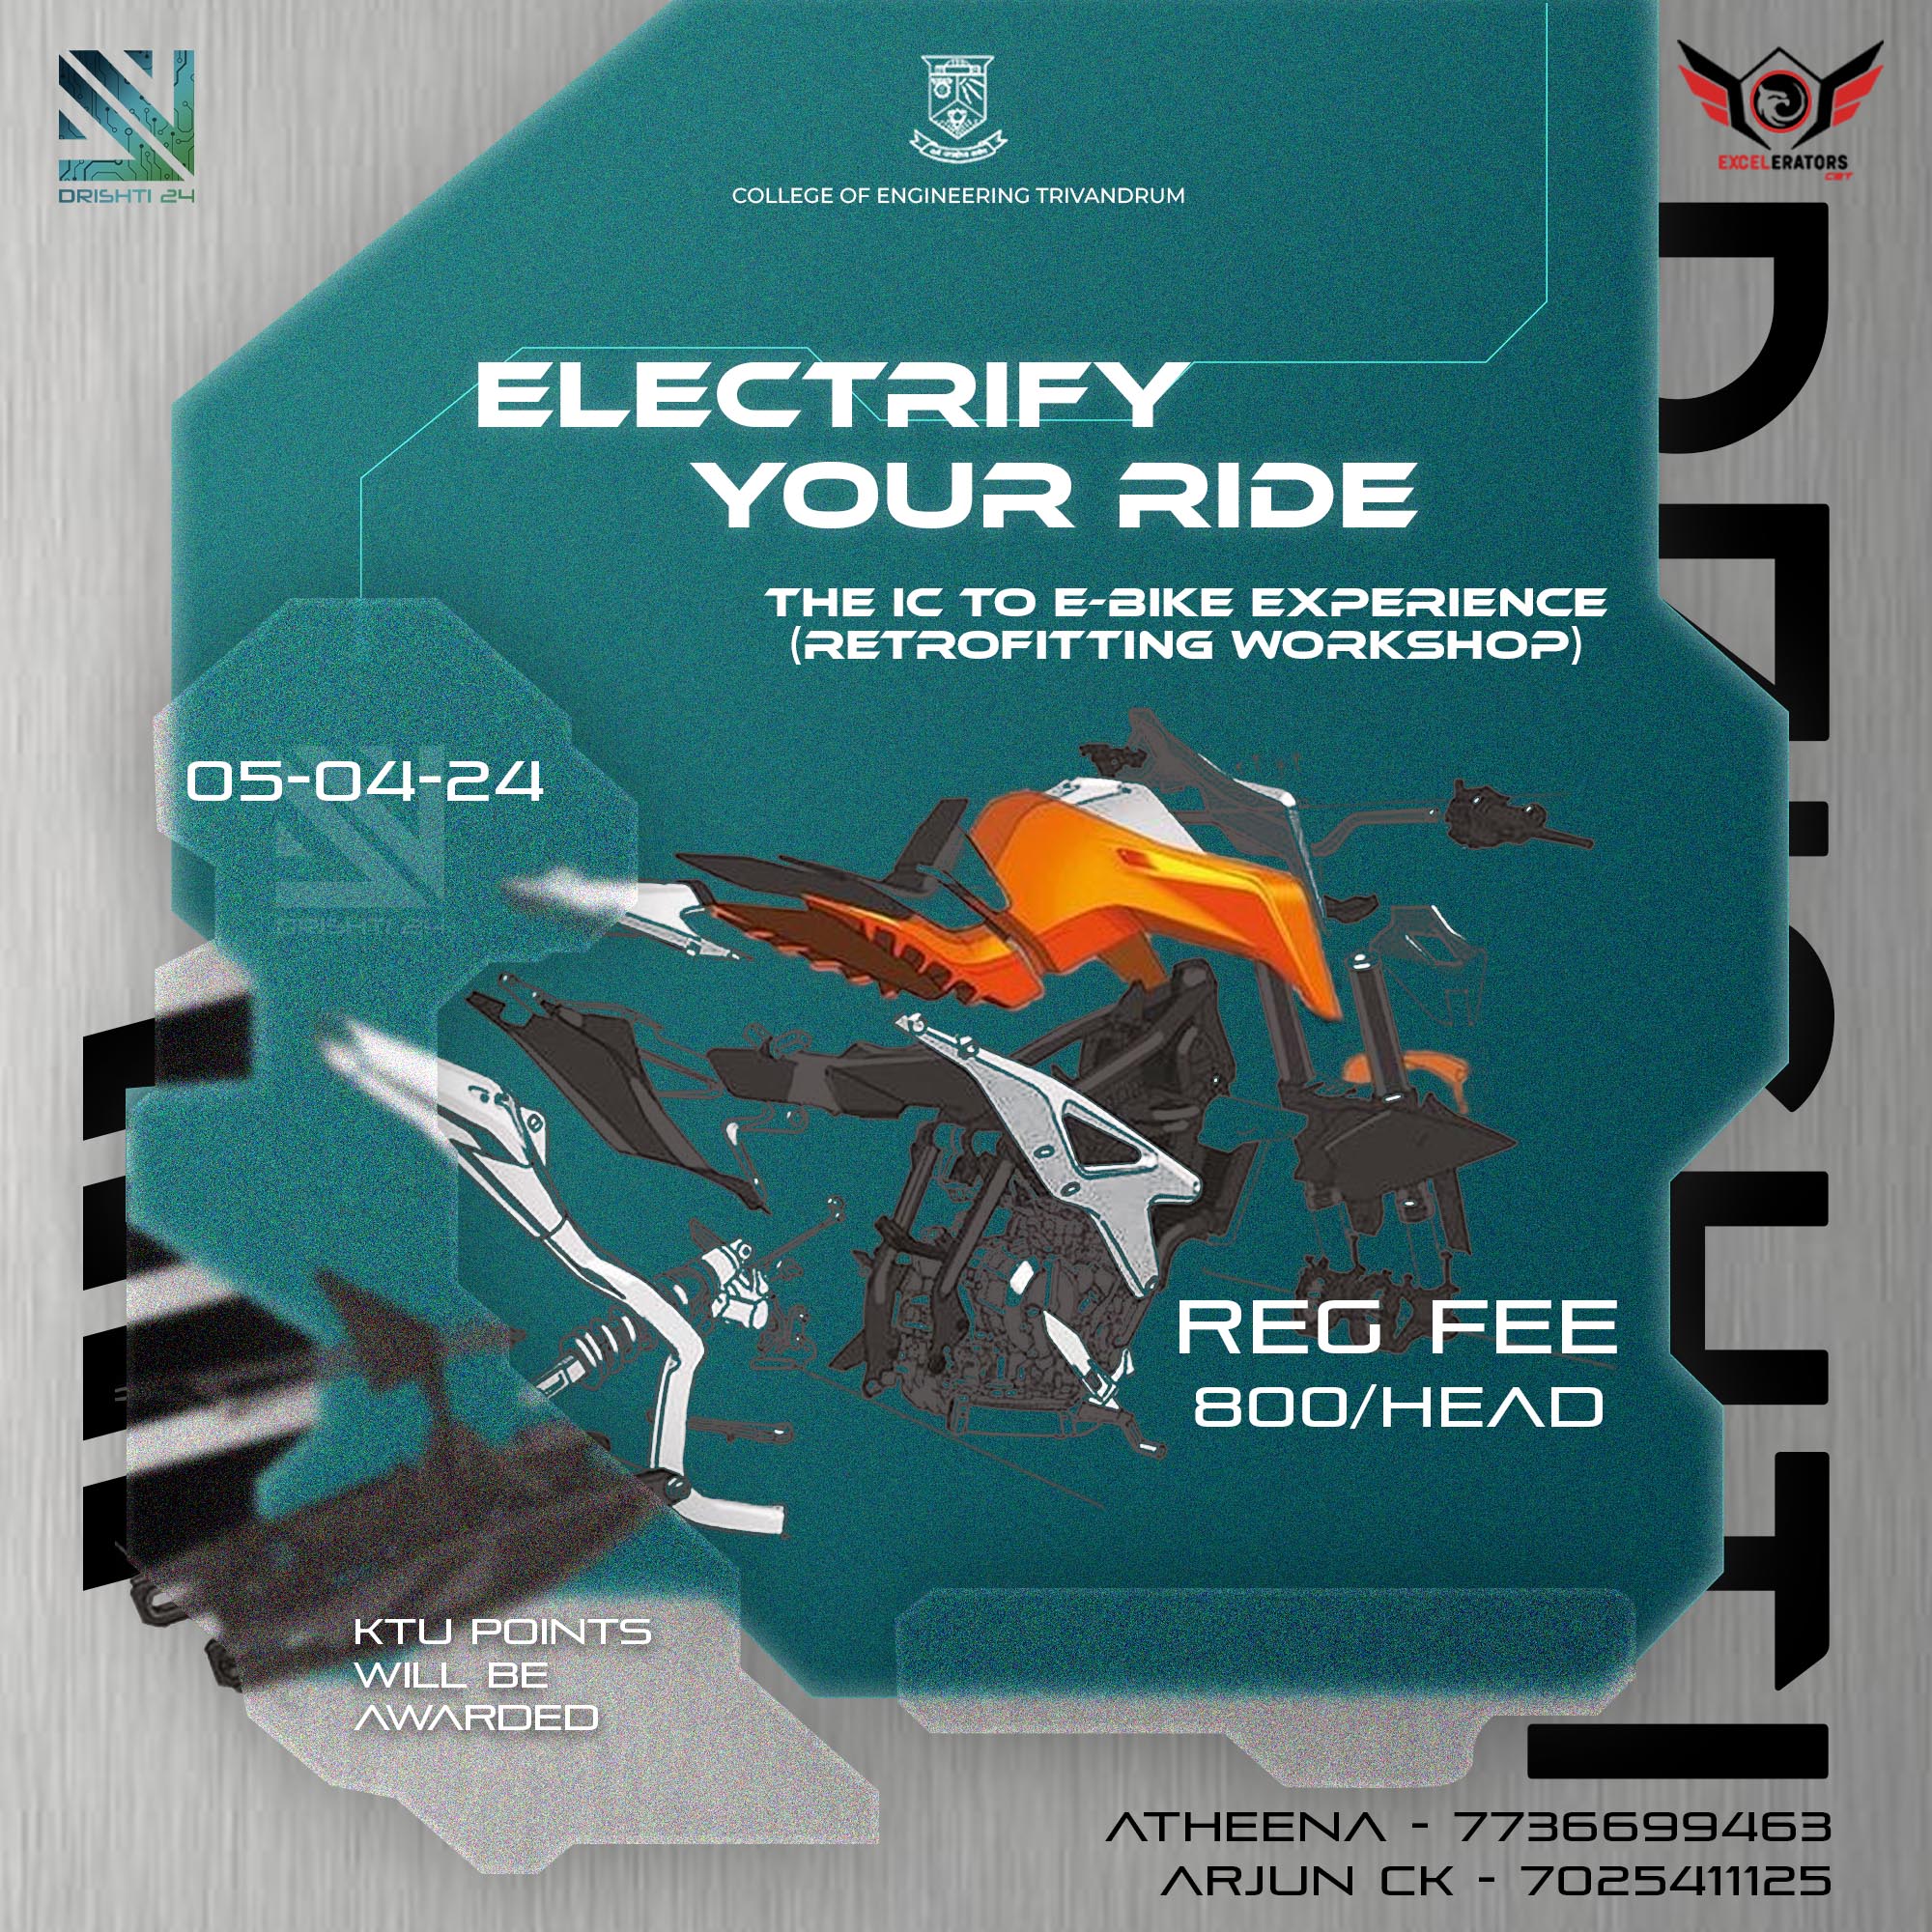 DRISHTI 24
COLLEGE OF ENGINEERING TRIVANDRUM
EXCELERATORS
CET
ELECTRIFY
YOUR RIDE
THE IC TO E-BIKE EXPERIENCE
(RETROFITTING WORKSHOP)
05-04-24
DRISHTI 24
REG FEE
800/HEAD
KTU POINTS
WILL BE
AWARDED
DRISHTI
ATHEENA - 7736699463
ARJUN CK - 7025411125